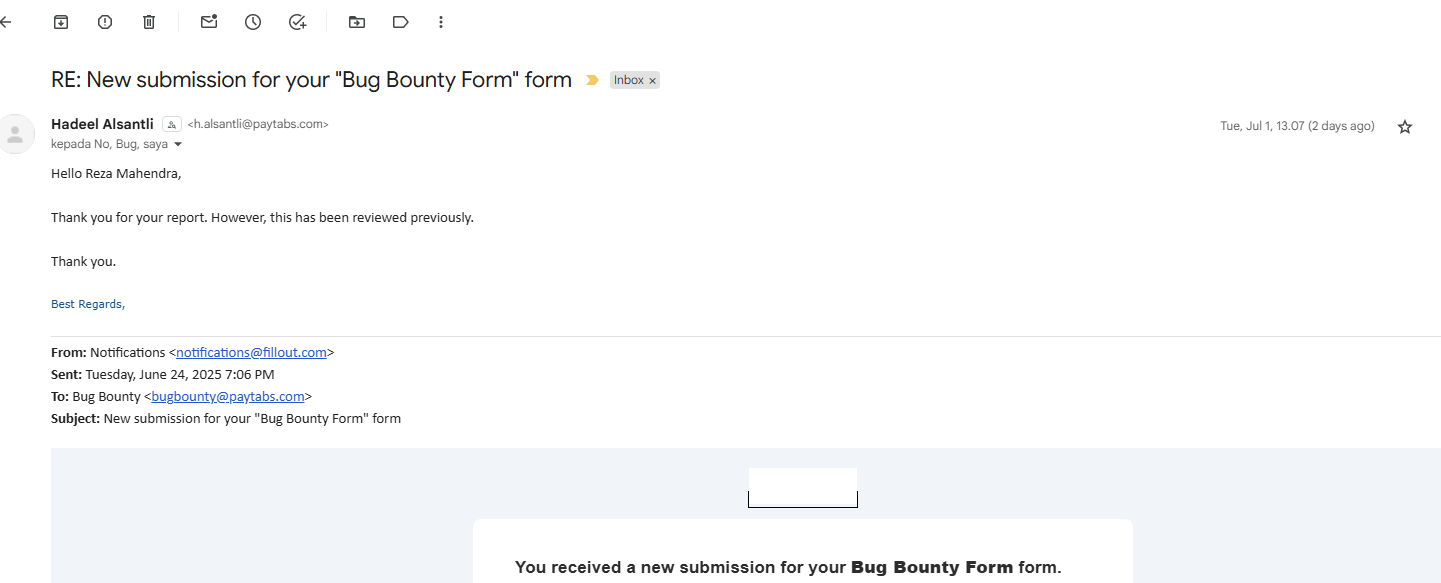 RE: New submission for your "Bug Bounty Form" form Inbox ×
Hadeel Alsantli <h.alsantli@paytabs.com> Tue, Jul 1, 13.07 (2 days ago)
kepada No, Bug, saya
Hello Reza Mahendra,
Thank you for your report. However, this has been reviewed previously.
Thank you.
Best Regards,
From: Notifications <notifications@fillout.com>
Sent: Tuesday, June 24, 2025 7:06 PM
To: Bug Bounty <bugbounty@paytabs.com>
Subject: New submission for your "Bug Bounty Form" form
You received a new submission for your Bug Bounty Form form.